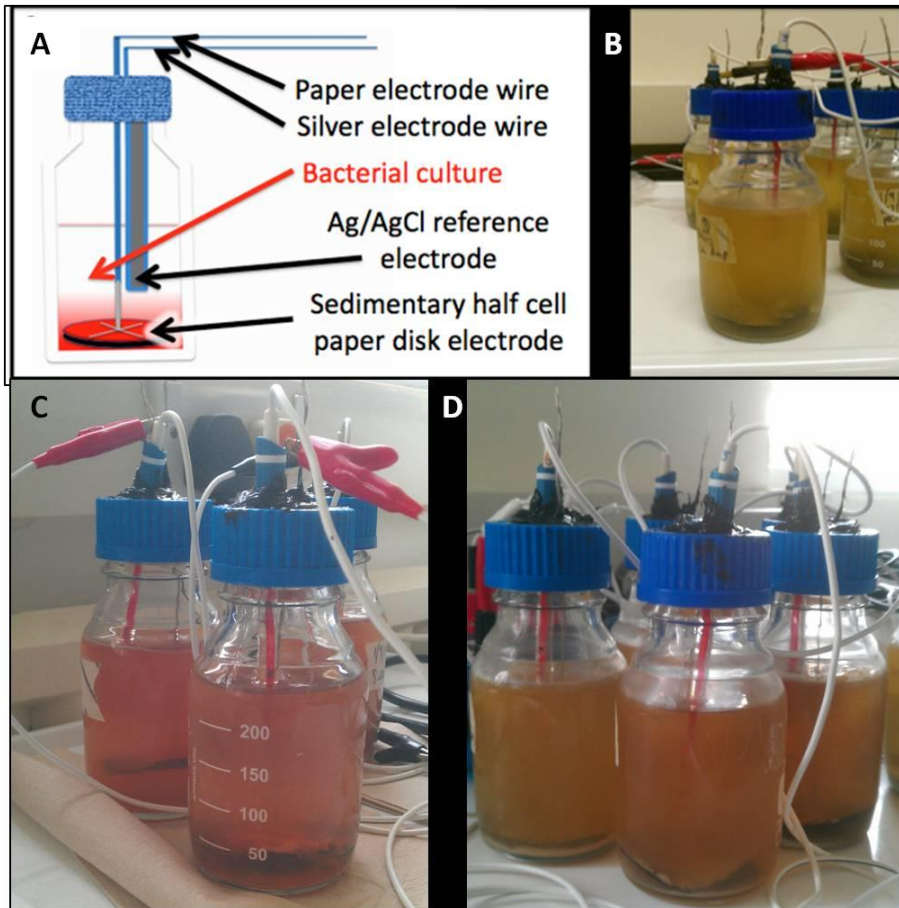 A
Paper electrode wire
Silver electrode wire
Bacterial culture
Ag/AgCl reference
electrode
Sedimentary half cell
paper disk electrode
B
100
50
C
200
150
100
50
D